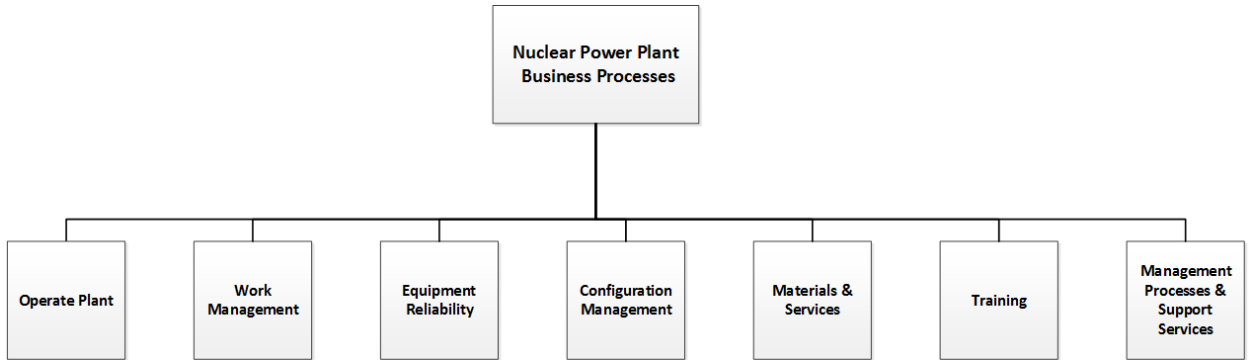 Nuclear Power Plant
Business Processes
Operate Plant
Work
Management
Equipment
Reliability
Configuration
Management
Materials &
Services
Training
Management
Processes &
Support
Services